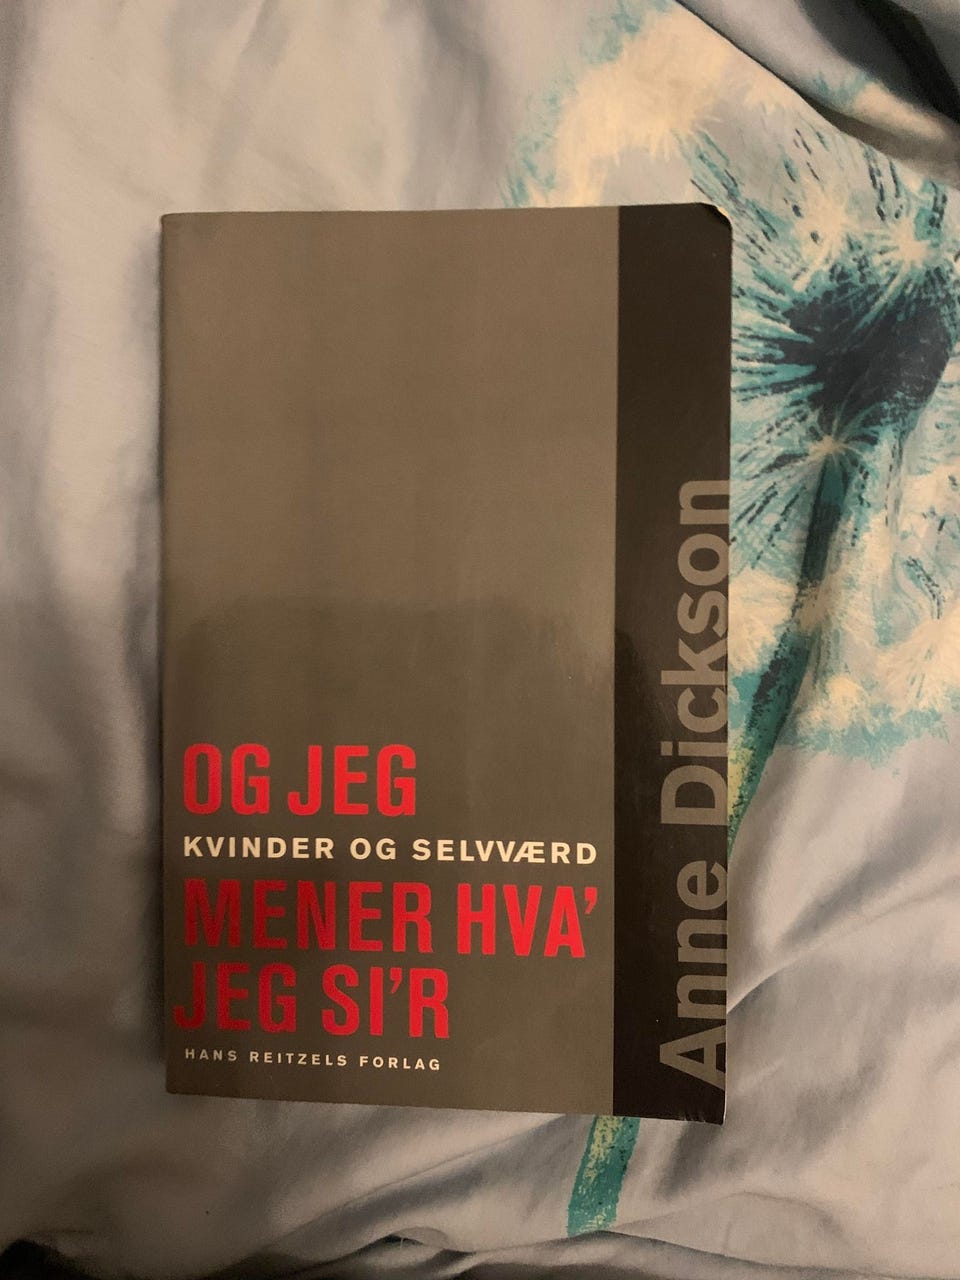 OG JEG
KVINDER OG SELVVÆRD
MENER HVA'
JEG SI'R
HANS REITZELS FORLAG
Anne Dickson